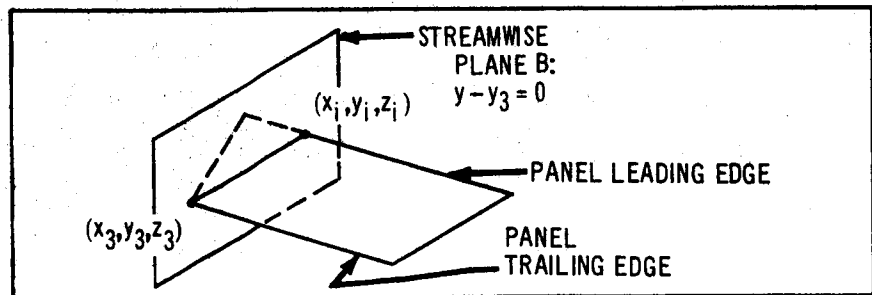 STREAMWISE
PLANE B:
y-y₃ = 0
(xᵢ,yᵢ,zᵢ)
PANEL LEADING EDGE
(x₃,y₃,z₃)
PANEL
TRAILING EDGE